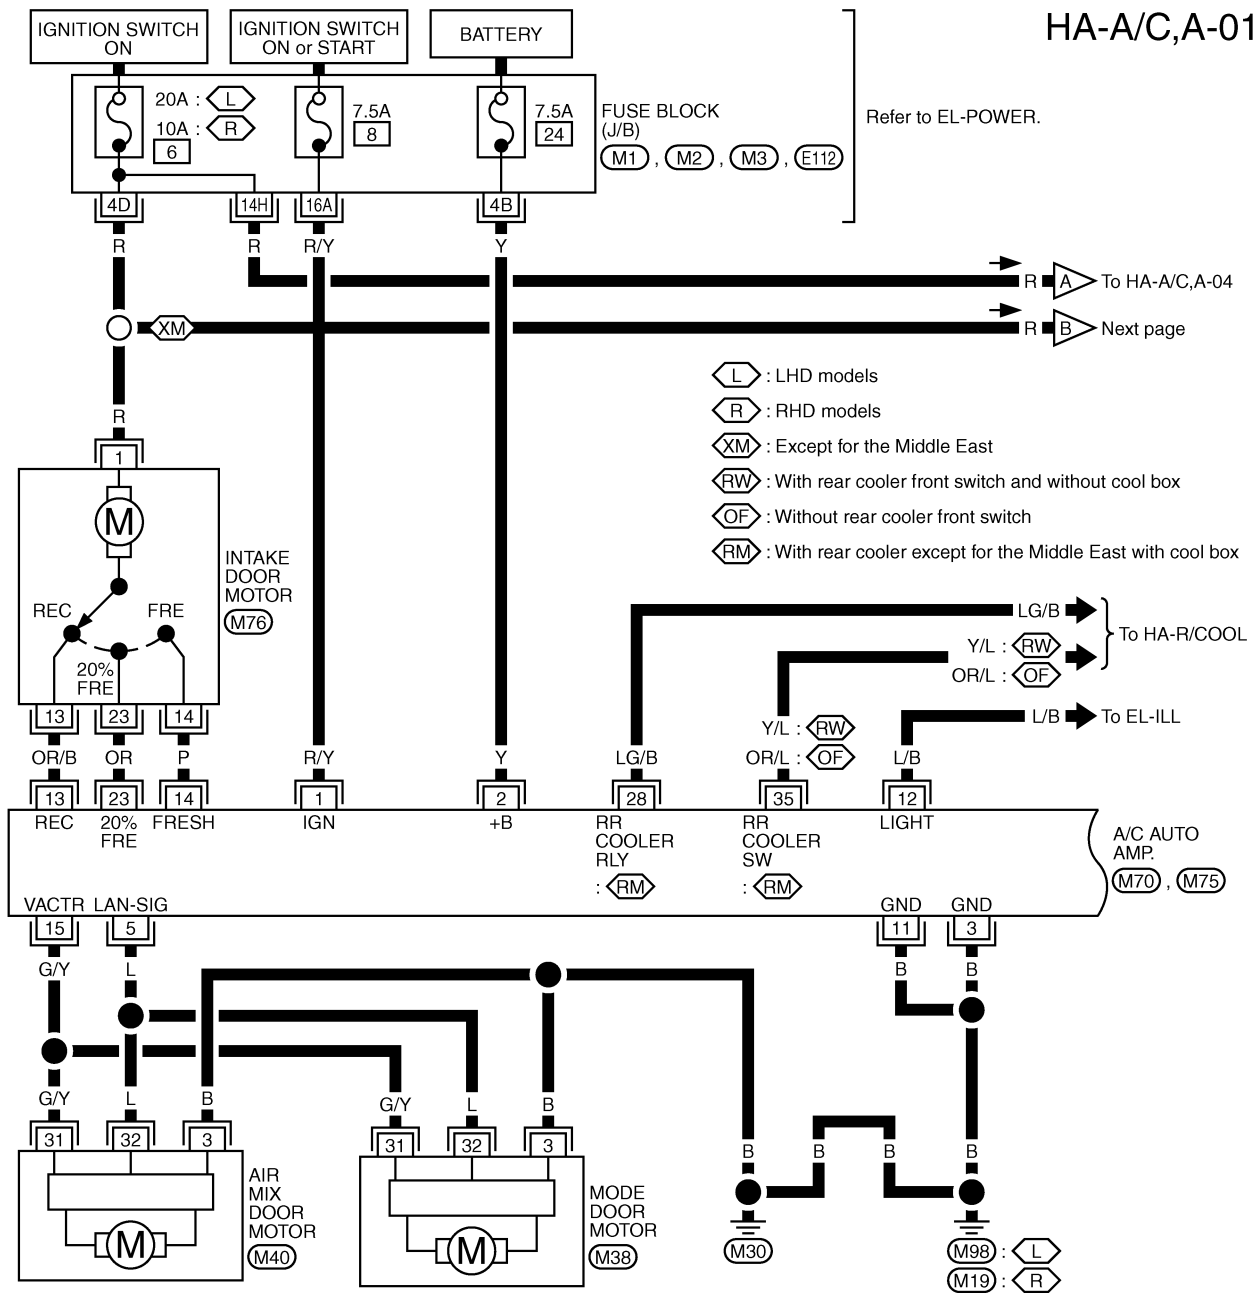 HA-A/C,A-01
IGNITION SWITCH
ON
IGNITION SWITCH
ON or START
BATTERY
20A : L
10A : R
6
7.5A
8
7.5A
24
FUSE BLOCK
(J/B)
M1 , M2 , M3 , E112
Refer to EL-POWER.
4D
14H
16A
4B
R
R
R/Y
Y
R
A
To HA-A/C,A-04
XM
R
B
Next page
L : LHD models
R : RHD models
XM : Except for the Middle East
RW : With rear cooler front switch and without cool box
OF : Without rear cooler front switch
RM : With rear cooler except for the Middle East with cool box
R
1
M
INTAKE
DOOR
MOTOR
M76
REC
FRE
20%
FRE
13
23
14
OR/B
OR
P
R/Y
Y
LG/B
Y/L : RW
OR/L : OF
L/B
LG/B
Y/L : RW
OR/L : OF
To HA-R/COOL
L/B
To EL-ILL
13
23
14
1
2
28
35
12
REC
20%
FRE
FRESH
IGN
+B
RR
COOLER
RLY
: RM
RR
COOLER
SW
: RM
LIGHT
A/C AUTO
AMP.
M70 , M75
VACTR
LAN-SIG
GND
GND
15
5
11
3
G/Y
L
B
B
G/Y
L
B
G/Y
L
B
31
32
3
31
32
3
M
AIR
MIX
DOOR
MOTOR
M40
M
MODE
DOOR
MOTOR
M38
B
B
B
B
M30
M98 : L
M19 : R